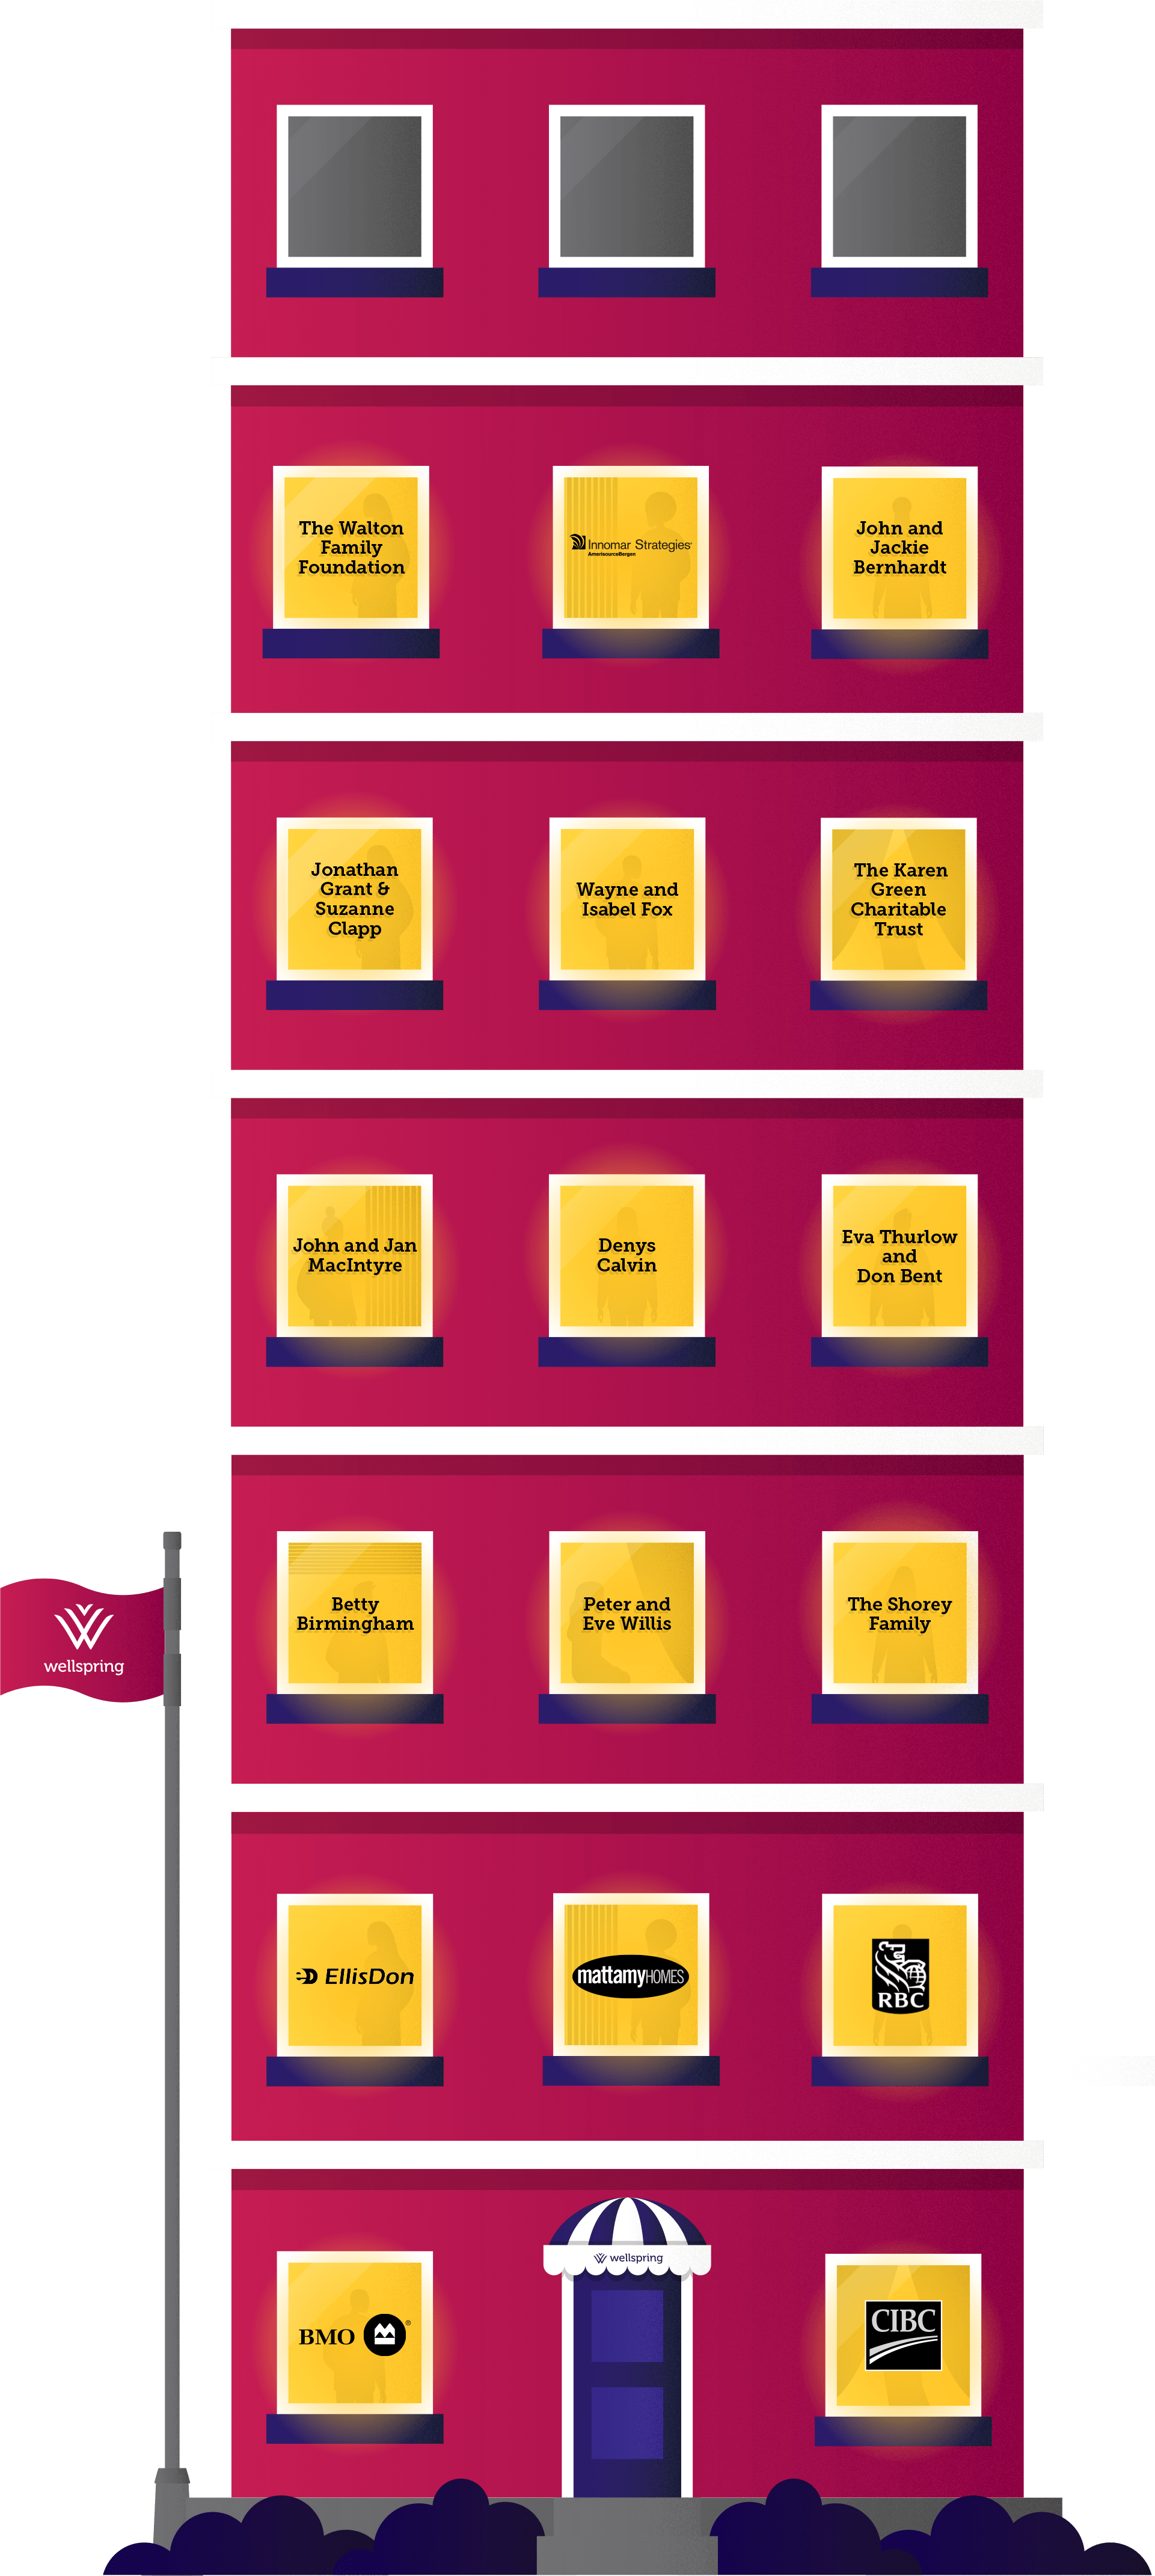 The Walton
Family
Foundation
Innomar Strategies
AmerisourceBergen
John and
Jackie
Bernhardt
Jonathan
Grant &
Suzanne
Clapp
Wayne and
Isabel Fox
The Karen
Green
Charitable
Trust
John and Jan
MacIntyre
Denys
Calvin
Eva Thurlow
and
Don Bent
Betty
Birmingham
Peter and
Eve Willis
The Shorey
Family
wellspring
EllisDon
mattamyHOMES
RBC
wellspring
BMO ®
CIBC